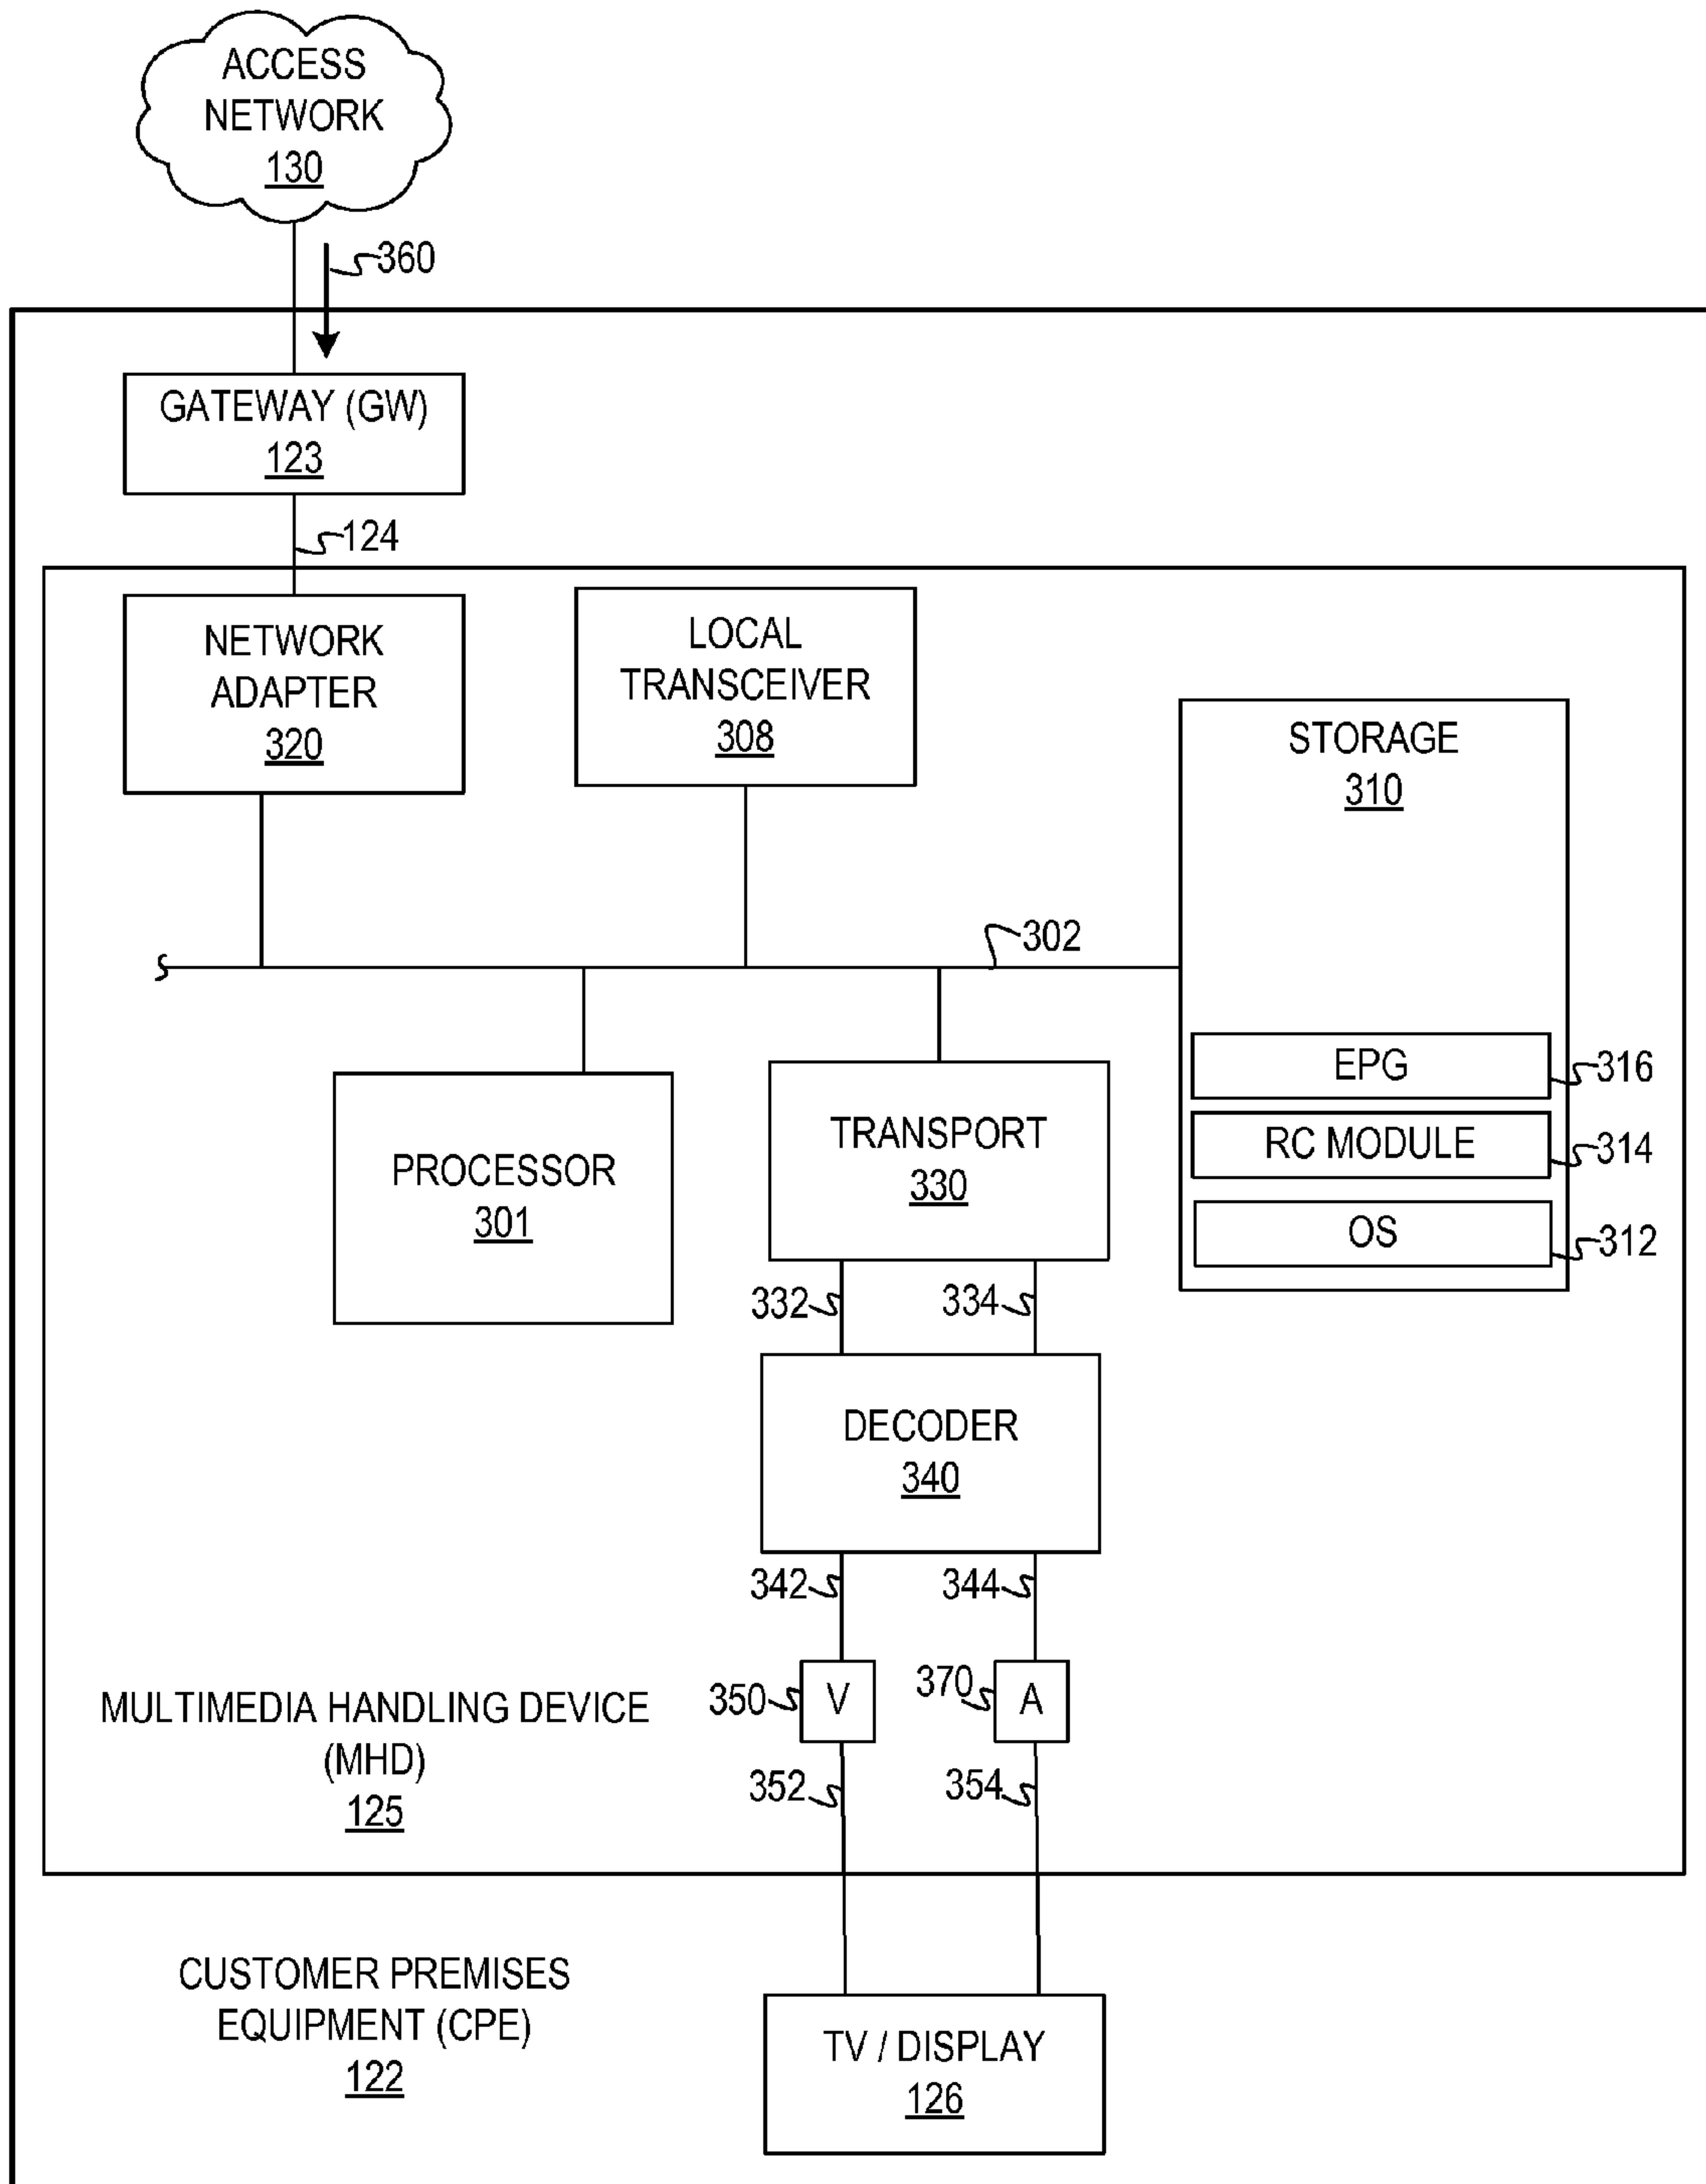 ACCESS
NETWORK
130
360
GATEWAY (GW)
123
124
NETWORK
ADAPTER
320
LOCAL
TRANSCEIVER
308
STORAGE
310
302
EPG
316
RC MODULE
314
OS
312
PROCESSOR
301
TRANSPORT
330
332
334
DECODER
340
342
344
350
V
370
A
352
354
MULTIMEDIA HANDLING DEVICE
(MHD)
125
CUSTOMER PREMISES
EQUIPMENT (CPE)
122
TV / DISPLAY
126